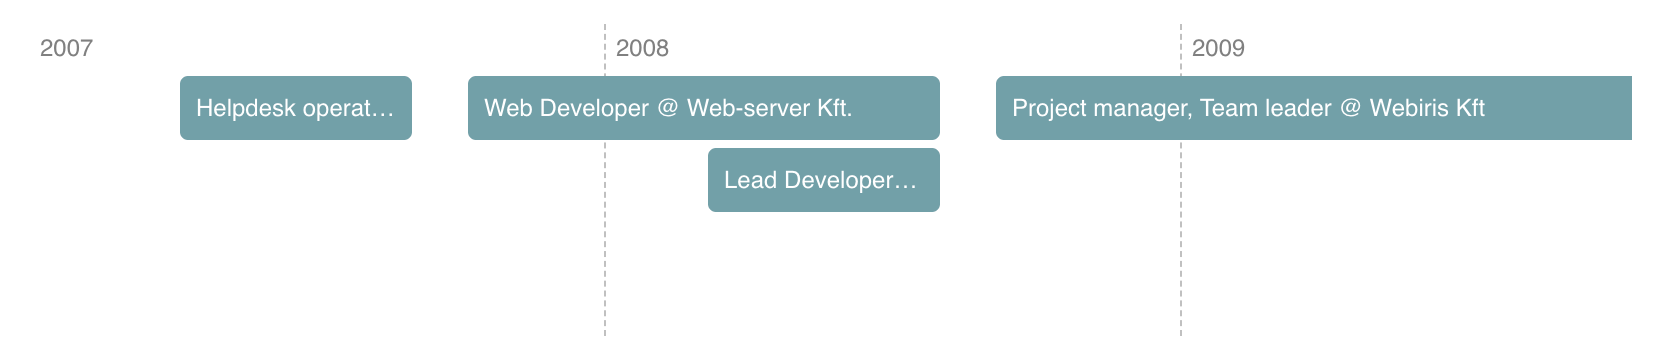 2007
2008
2009
Helpdesk operat…
Web Developer @ Web-server Kft.
Project manager, Team leader @ Webiris Kft
Lead Developer…